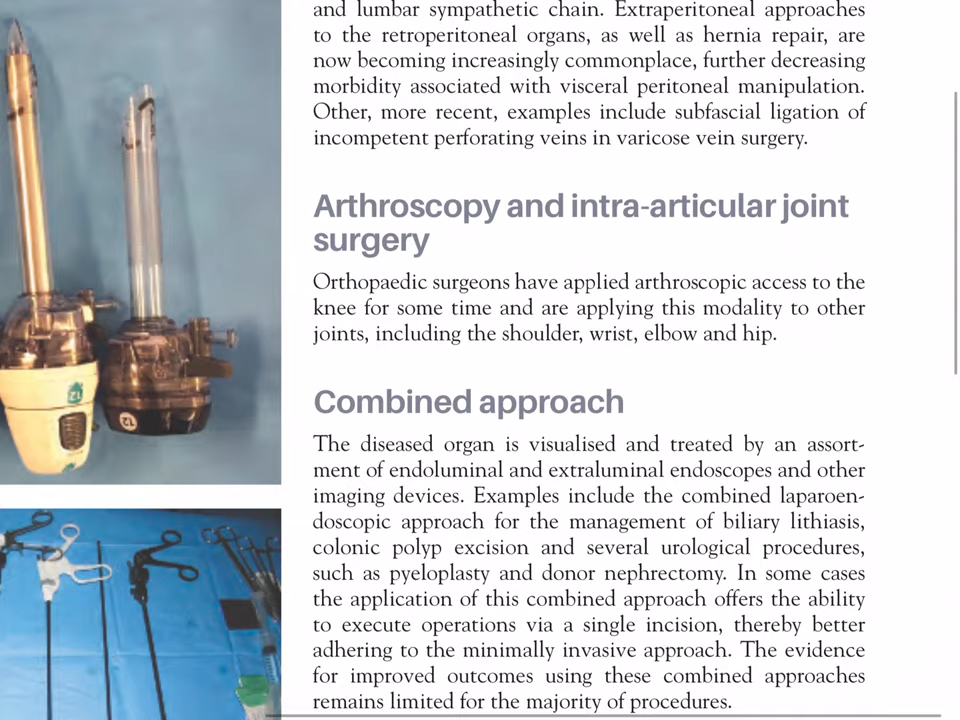 and lumbar sympathetic chain. Extraperitoneal approaches
to the retroperitoneal organs, as well as hernia repair, are
now becoming increasingly commonplace, further decreasing
morbidity associated with visceral peritoneal manipulation.
Other, more recent, examples include subfascial ligation of
incompetent perforating veins in varicose vein surgery.
Arthroscopy and intra-articular joint
surgery
Orthopaedic surgeons have applied arthroscopic access to the
knee for some time and are applying this modality to other
joints, including the shoulder, wrist, elbow and hip.
Combined approach
The diseased organ is visualised and treated by an assort-
ment of endoluminal and extraluminal endoscopes and other
imaging devices. Examples include the combined laparoen-
doscopic approach for the management of biliary lithiasis,
colonic polyp excision and several urological procedures,
such as pyeloplasty and donor nephrectomy. In some cases
the application of this combined approach offers the ability
to execute operations via a single incision, thereby better
adhering to the minimally invasive approach. The evidence
for improved outcomes using these combined approaches
remains limited for the majority of procedures.
12
12